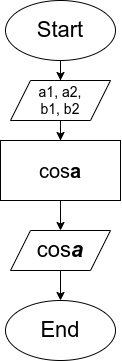 Start
a1, a2,
b1, b2
cosa
cosa
End